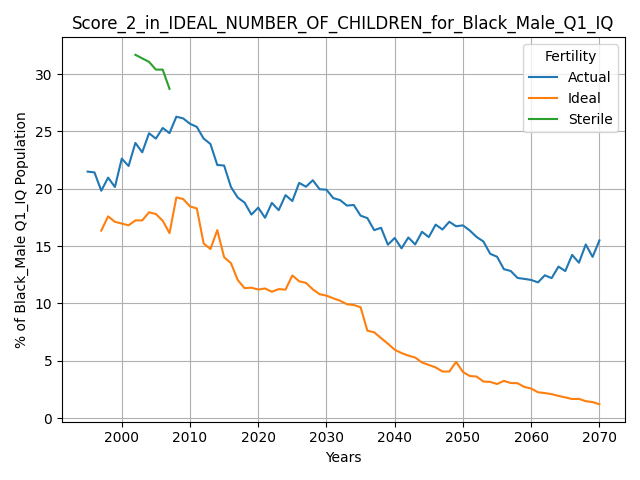 Score_2_in_IDEAL_NUMBER_OF_CHILDREN_for_Black_Male_Q1_IQ
Fertility
Actual
Ideal
Sterile
% of Black_Male Q1_IQ Population
30
25
20
15
10
5
0
2000 2010 2020 2030 2040 2050 2060 2070
Years